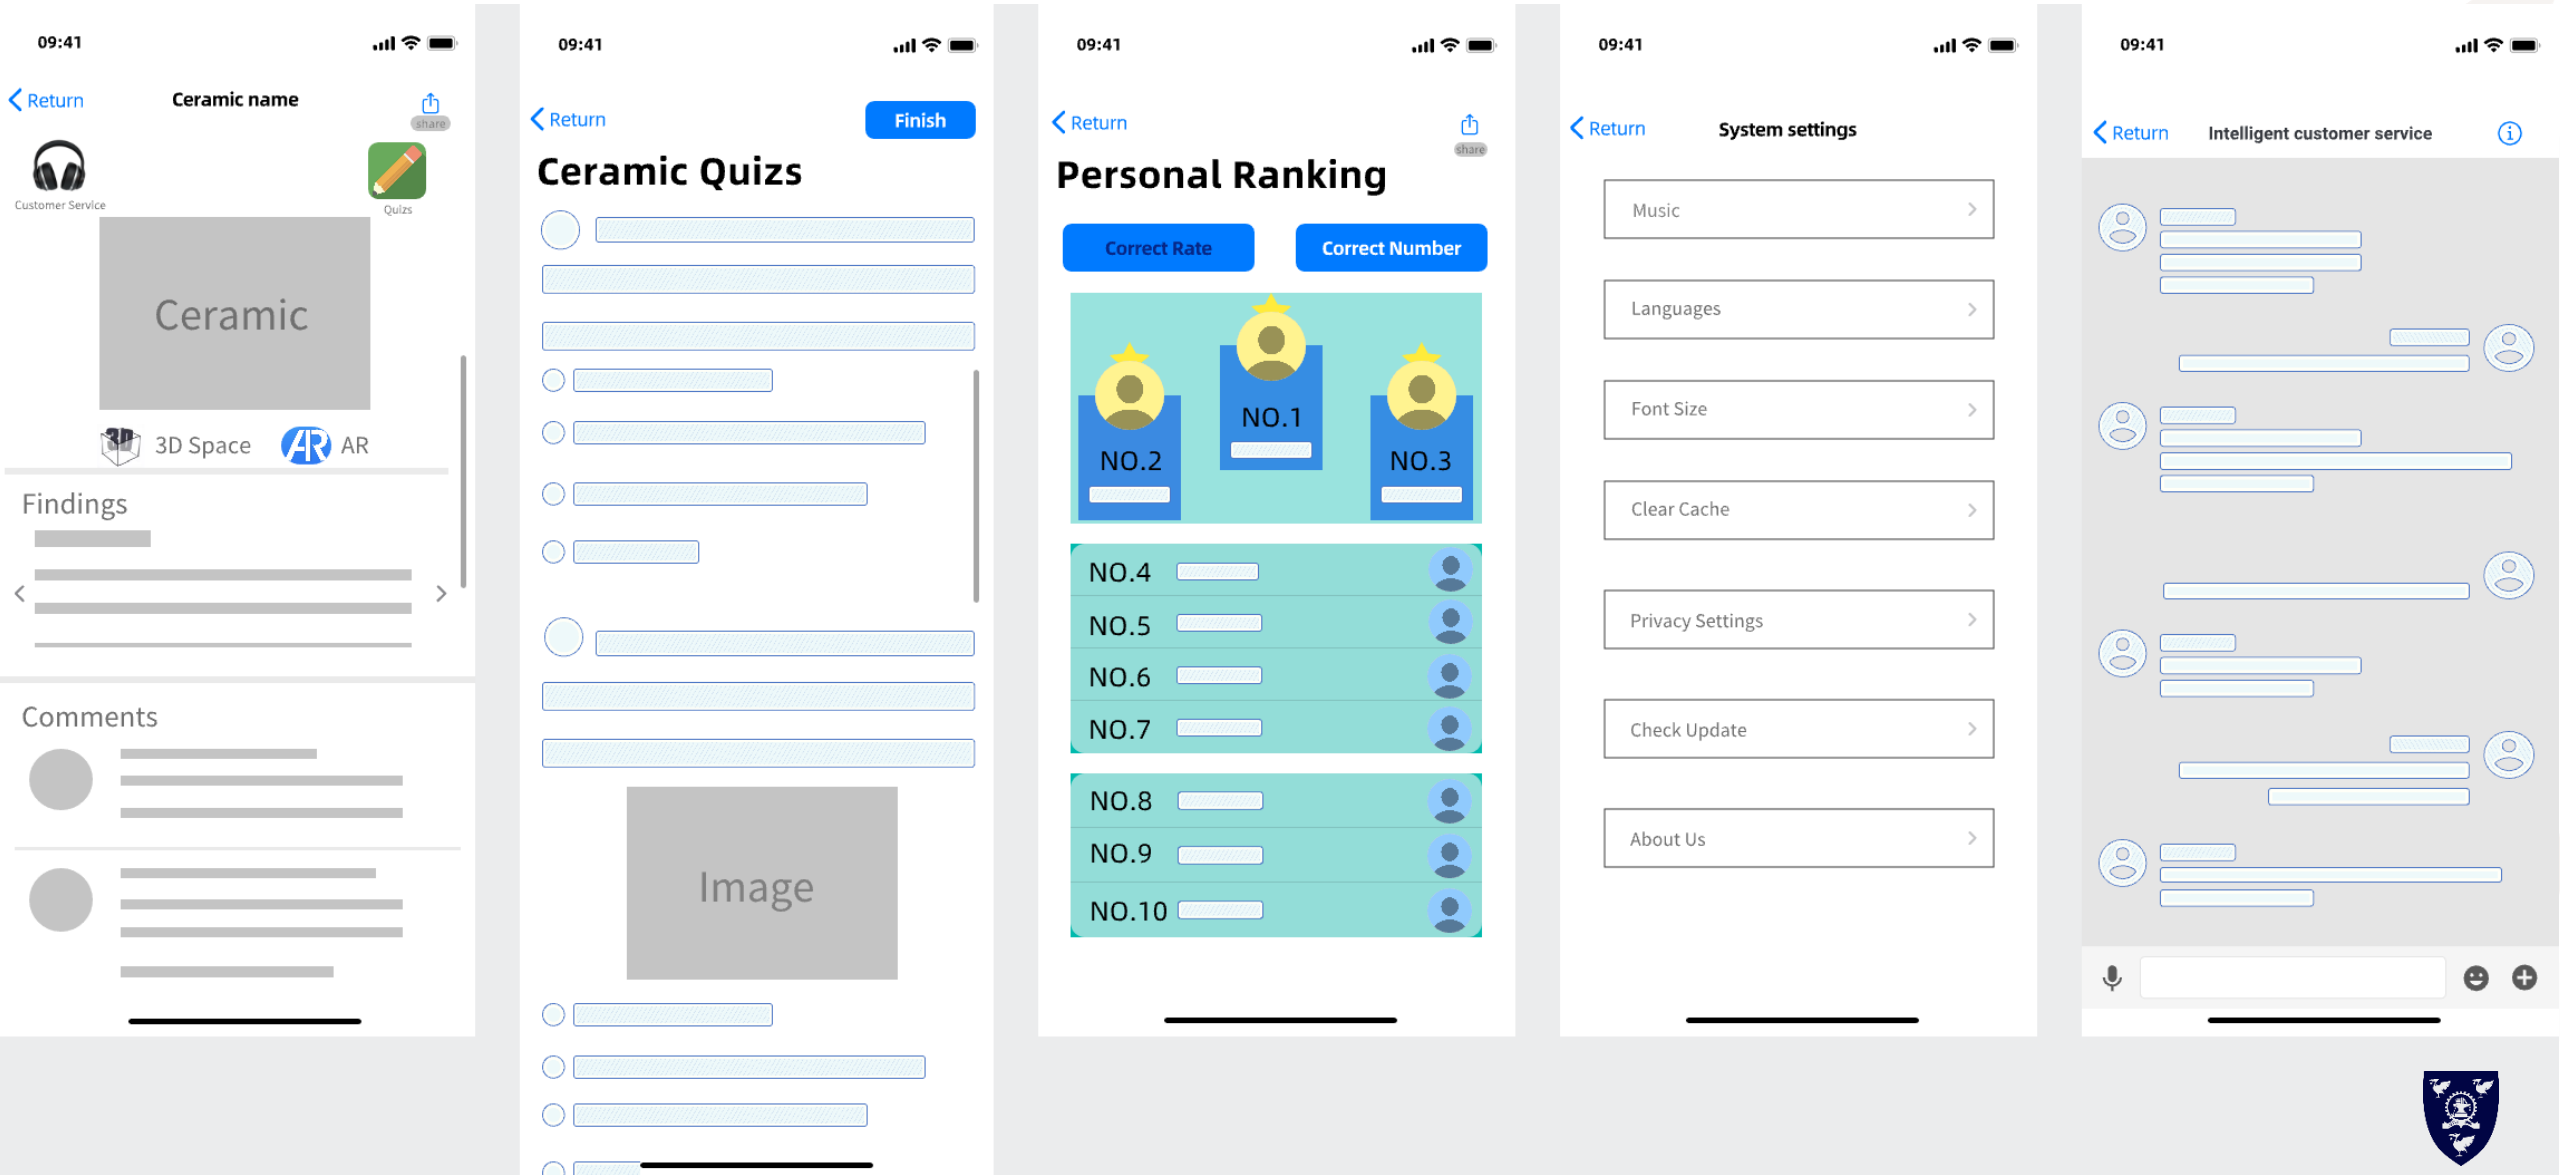 09:41
Return
Ceramic name
share
Customer Service
Quizs
Ceramic
3D
3D Space
AR
AR
Findings
Comments
09:41
Return
Finish
Ceramic Quizs
Image
09:41
Return
share
Personal Ranking
Correct Rate
Correct Number
NO.1
NO.2
NO.3
NO.4
NO.5
NO.6
NO.7
NO.8
NO.9
NO.10
09:41
Return
System settings
Music
Languages
Font Size
Clear Cache
Privacy Settings
Check Update
About Us
09:41
Return
Intelligent customer service